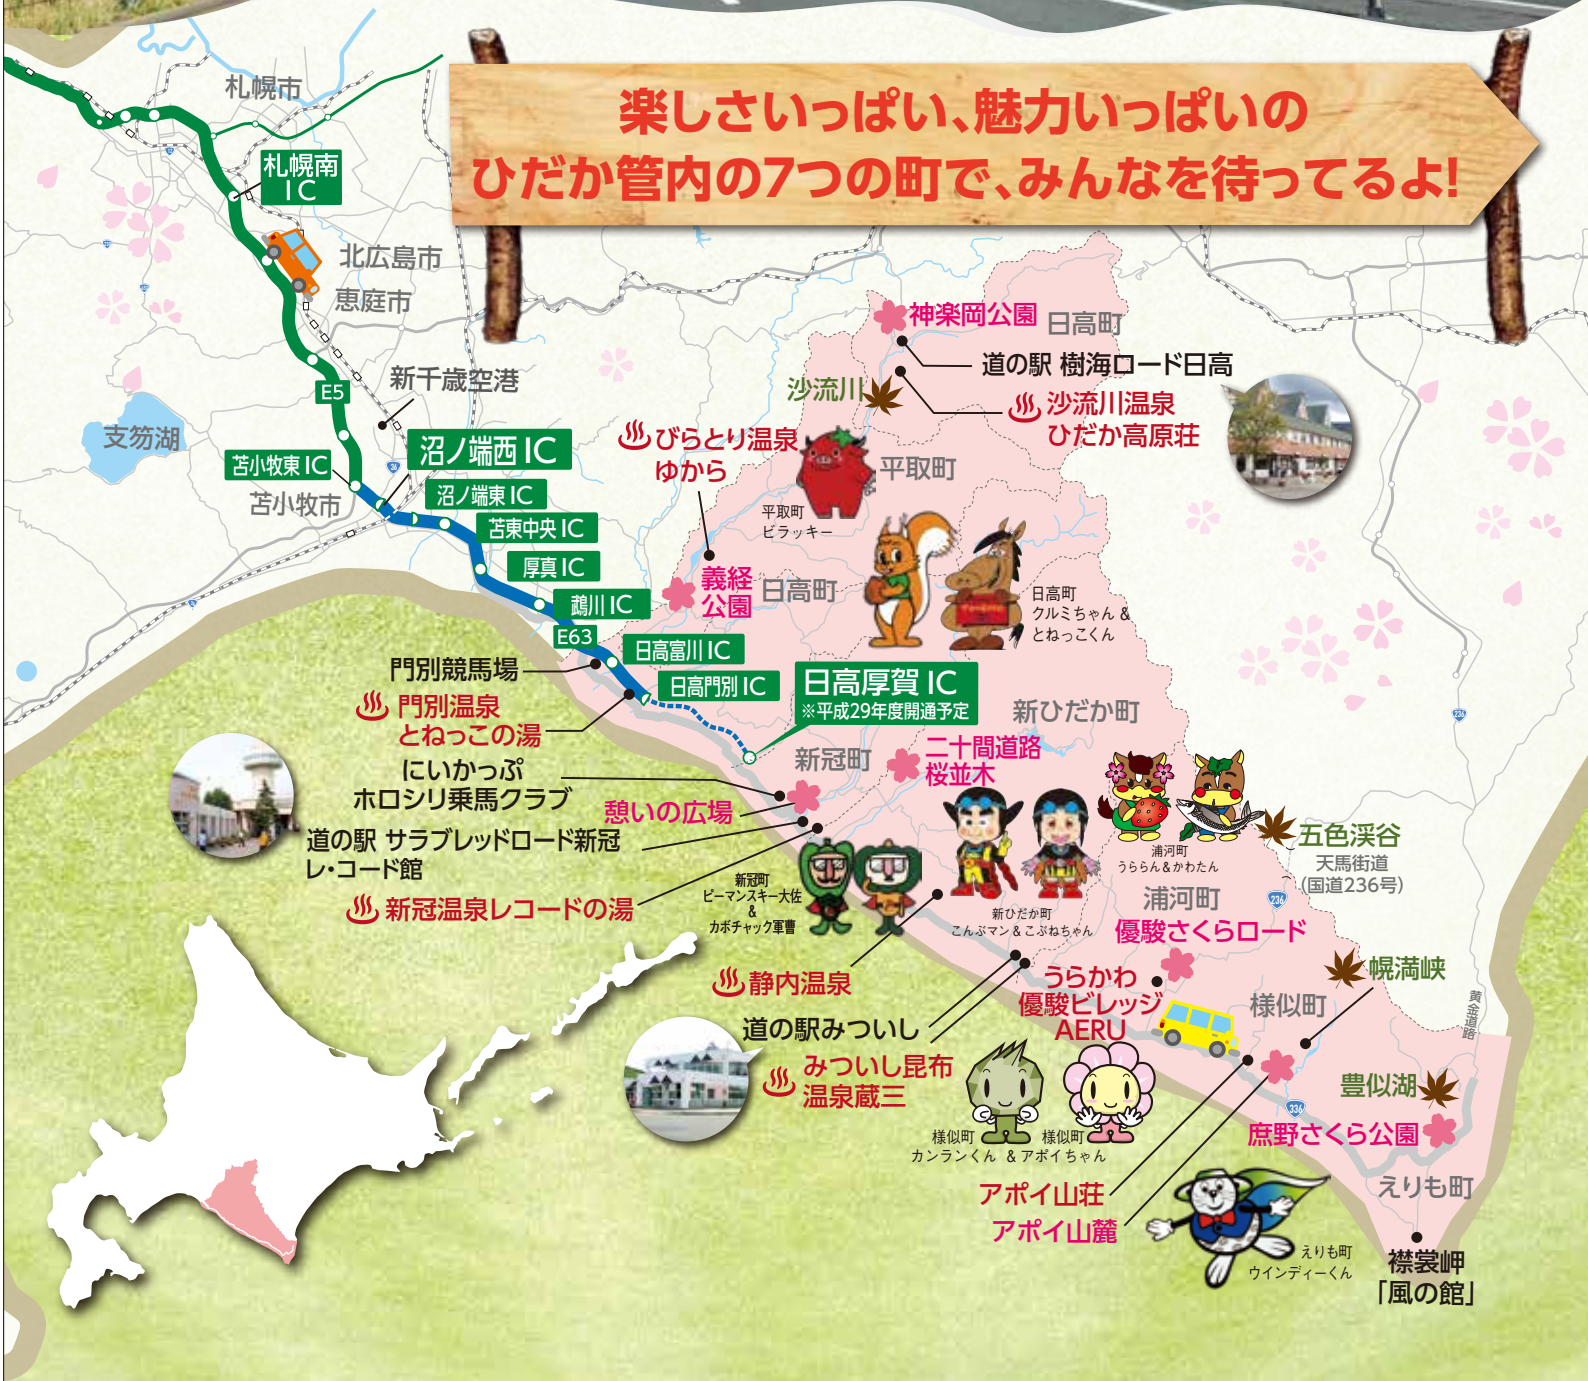 楽しさいっぱい、魅力いっぱいの
ひだか管内の7つの町で、みんなを待ってるよ!
札幌市
札幌南
IC
北広島市
恵庭市
E5
新千歳空港
支笏湖
苫小牧東 IC
苫小牧市
沼ノ端西 IC
36
沼ノ端東 IC
苫東中央 IC
厚真 IC
鵡川 IC
E63
日高富川 IC
日高門別 IC
日高厚賀 IC
※平成29年度開通予定
神楽岡公園
日高町
道の駅 樹海ロード日高
沙流川
沙流川温泉
ひだか高原荘
びらとり温泉
ゆから
平取町
平取町
ビラッキー
義経
公園
日高町
日高町
クルミちゃん &
とねっこくん
門別競馬場
門別温泉
とねっこの湯
にいかっぷ
ホロシリ乗馬クラブ
憩いの広場
道の駅 サラブレッドロード新冠
レ・コード館
新冠温泉レコードの湯
新冠町
二十間道路
桜並木
新ひだか町
236
新冠町
ピーマンスキー大佐
&
カボチャック軍曹
新ひだか町
こんぶマン & こぶねちゃん
浦河町
うららん&かわたん
五色渓谷
天馬街道
(国道236号)
浦河町
236
優駿さくらロード
静内温泉
うらかわ
優駿ビレッジ
AERU
道の駅みついし
みついし昆布
温泉蔵三
様似町
幌満峡
黄金道路
様似町
カンランくん
&
様似町
アポイちゃん
豊似湖
336
庶野さくら公園
アポイ山荘
アポイ山麓
えりも町
えりも町
ウインディーくん
襟裳岬
「風の館」